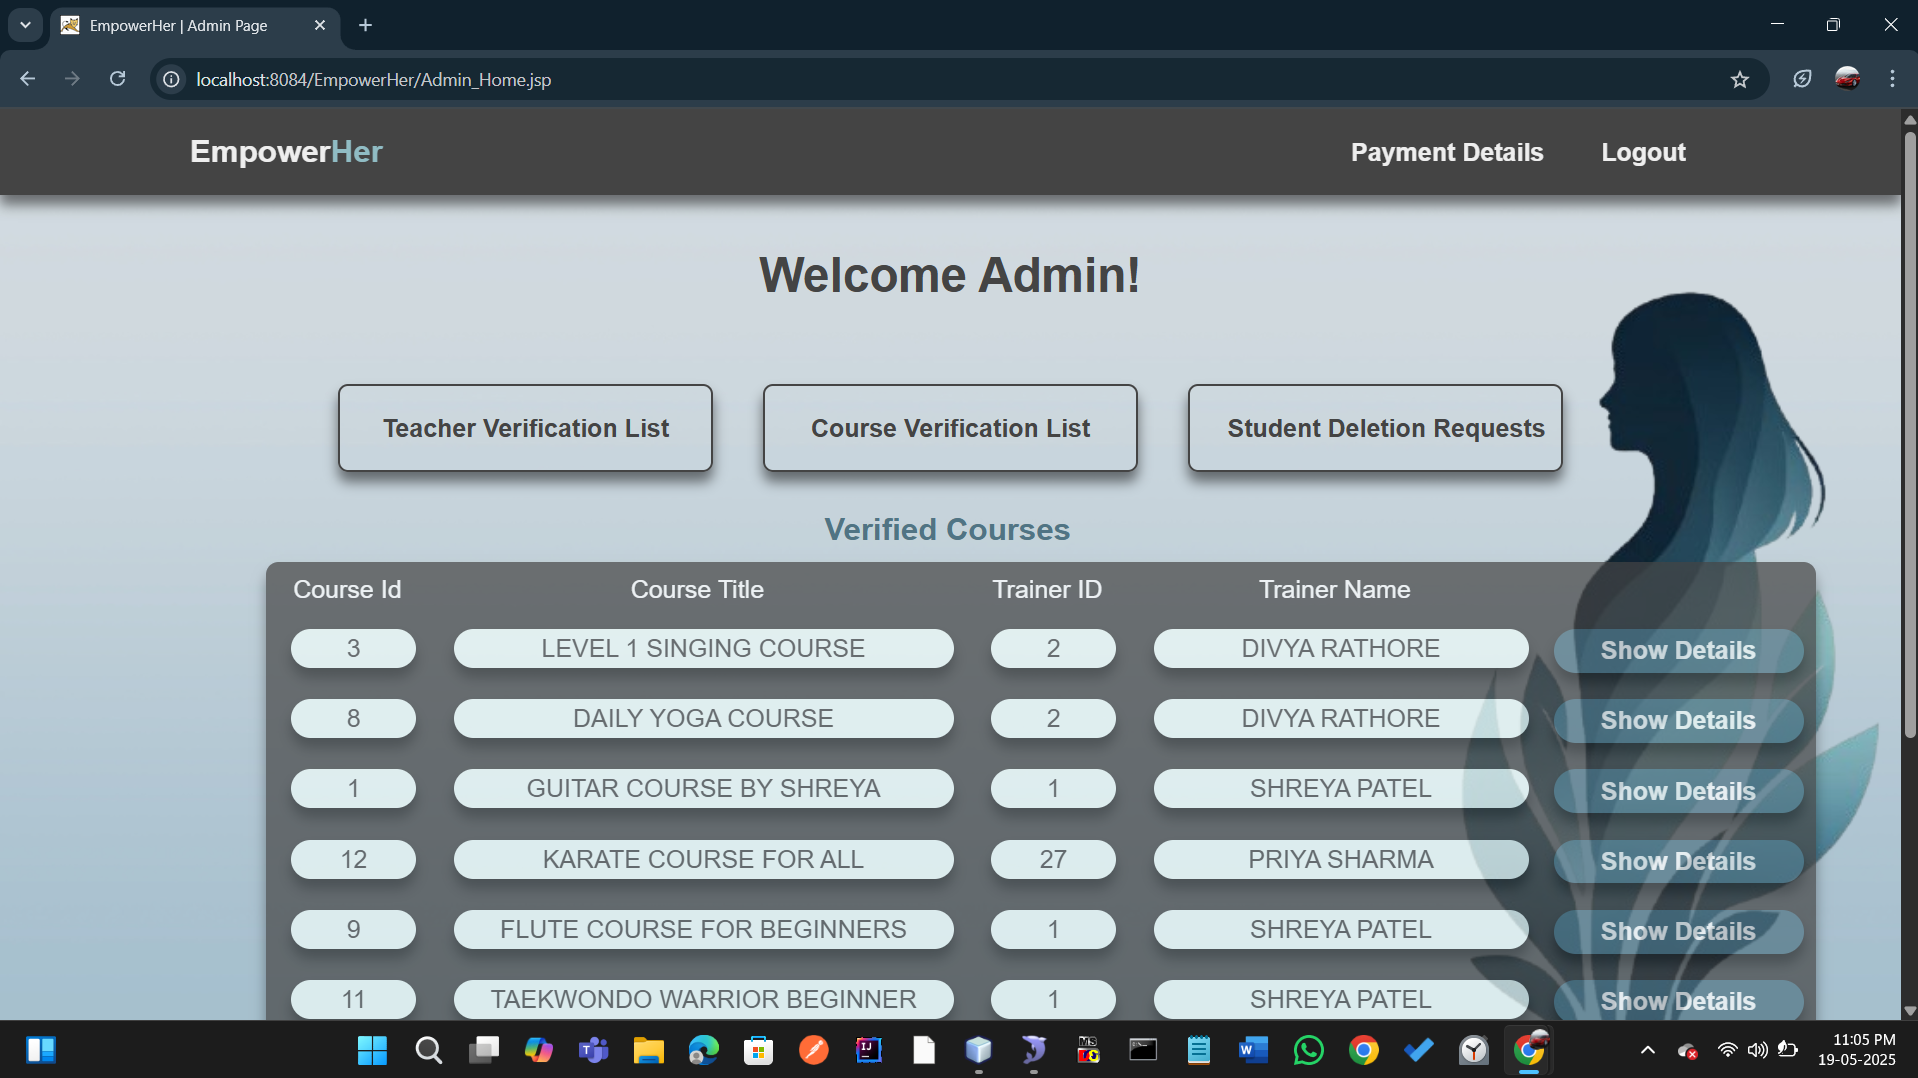 EmpowerHer | Admin Page
localhost:8084/EmpowerHer/Admin_Home.jsp
EmpowerHer Payment Details Logout
Welcome Admin!
Teacher Verification List Course Verification List Student Deletion Requests
Verified Courses
Course Id Course Title Trainer ID Trainer Name
3 LEVEL 1 SINGING COURSE 2 DIVYA RATHORE Show Details
8 DAILY YOGA COURSE 2 DIVYA RATHORE Show Details
1 GUITAR COURSE BY SHREYA 1 SHREYA PATEL Show Details
12 KARATE COURSE FOR ALL 27 PRIYA SHARMA Show Details
9 FLUTE COURSE FOR BEGINNERS 1 SHREYA PATEL Show Details
11 TAEKWONDO WARRIOR BEGINNER 1 SHREYA PATEL Show Details
11:05 PM
19-05-2025